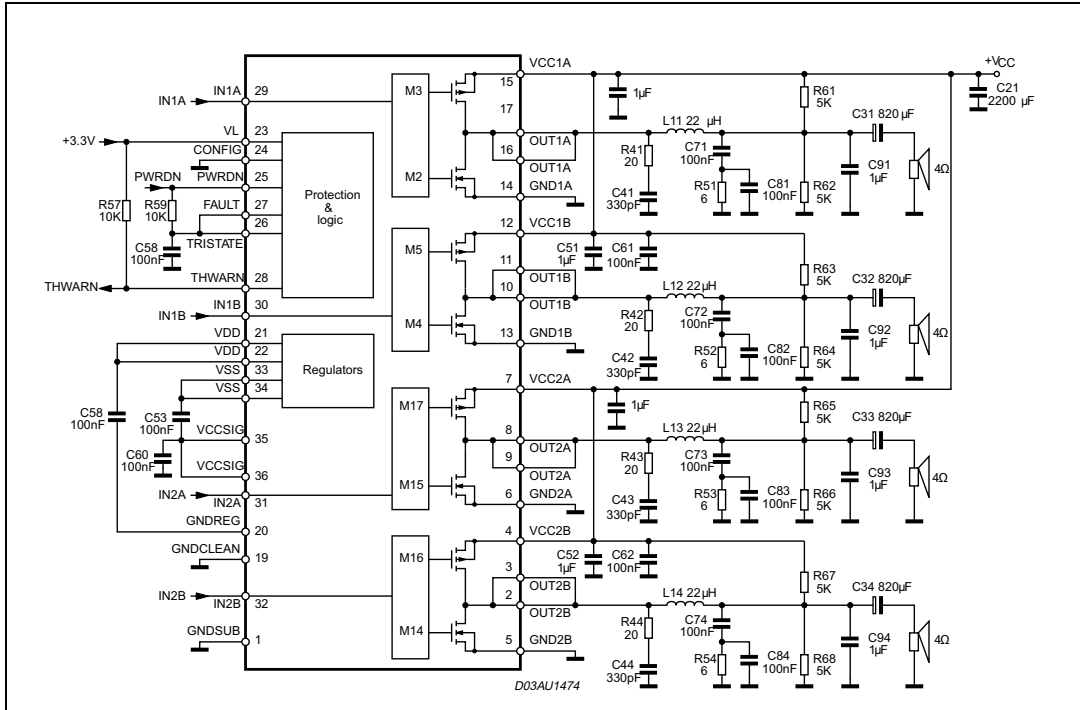 +VCC
C21
2200 µF
IN1A
IN1A
29
M3
15
17
16
14
M2
VCC1A
OUT1A
OUT1A
GND1A
1µF
R41
20
C41
330pF
L11 22 µH
C71
100nF
R51
6
C81
100nF
R61
5K
R62
5K
C31 820 µF
C91
1µF
4Ω
+3.3V
VL
23
CONFIG
24
PWRDN
PWRDN
25
R57
10K
R59
10K
FAULT
27
26
TRISTATE
C58
100nF
THWARN
THWARN
28
Protection
&
logic
IN1B
IN1B
30
M5
12
11
10
13
M4
VCC1B
OUT1B
OUT1B
GND1B
C51
1µF
C61
100nF
R42
20
C42
330pF
L12 22µH
C72
100nF
R52
6
C82
100nF
R63
5K
R64
5K
C32 820µF
C92
1µF
4Ω
VDD
21
VDD
22
VSS
33
VSS
34
Regulators
C58
100nF
C53
100nF
C60
100nF
VCCSIG
35
VCCSIG
36
IN2A
IN2A
31
GNDREG
20
GNDCLEAN
19
M17
7
8
9
6
M15
VCC2A
OUT2A
OUT2A
GND2A
1µF
R43
20
C43
330pF
L13 22µH
C73
100nF
R53
6
C83
100nF
R65
5K
R66
5K
C33 820µF
C93
1µF
4Ω
IN2B
IN2B
32
GNDSUB
1
M16
4
3
2
5
M14
VCC2B
OUT2B
OUT2B
GND2B
C52
1µF
C62
100nF
R44
20
C44
330pF
L14 22µH
C74
100nF
R54
6
C84
100nF
R67
5K
R68
5K
C34 820µF
C94
1µF
4Ω
D03AU1474